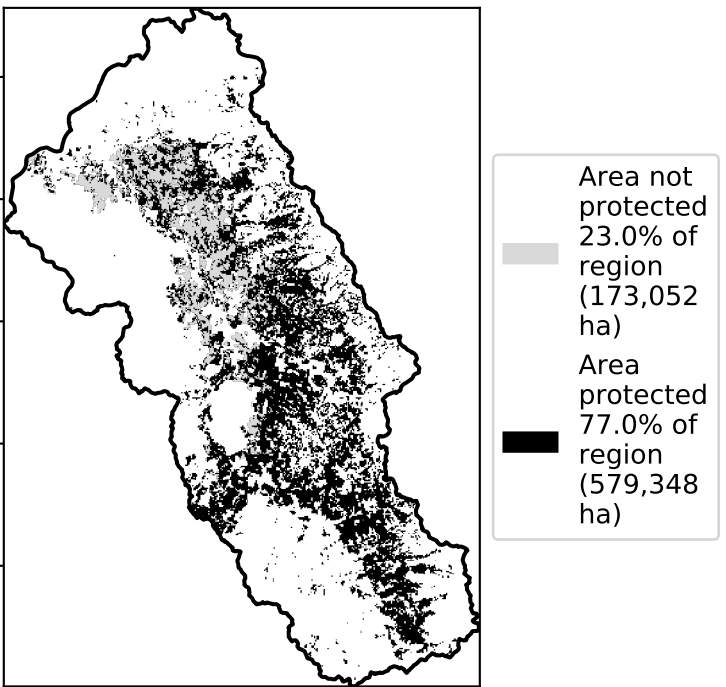 Area not
protected
23.0% of
region
(173,052
ha)
Area
protected
77.0% of
region
(579,348
ha)